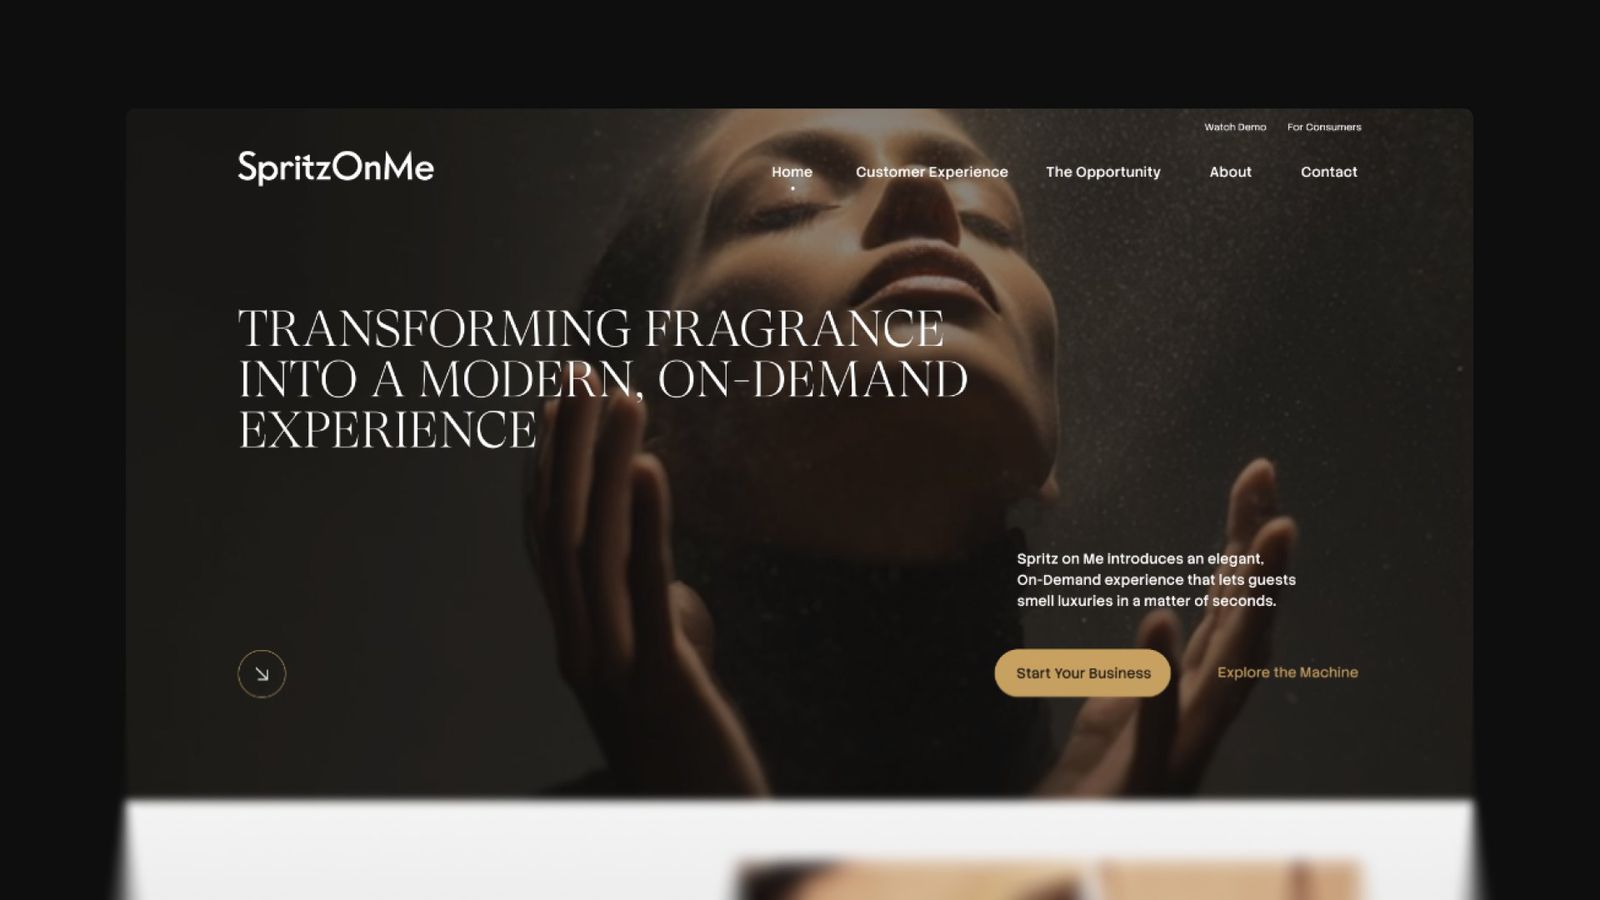 Watch Demo For Consumers
SpritzOnMe
Home Customer Experience The Opportunity About Contact
TRANSFORMING FRAGRANCE
INTO A MODERN, ON-DEMAND
EXPERIENCE
Spritz on Me introduces an elegant,
On-Demand experience that lets guests
smell luxuries in a matter of seconds.
Start Your Business Explore the Machine